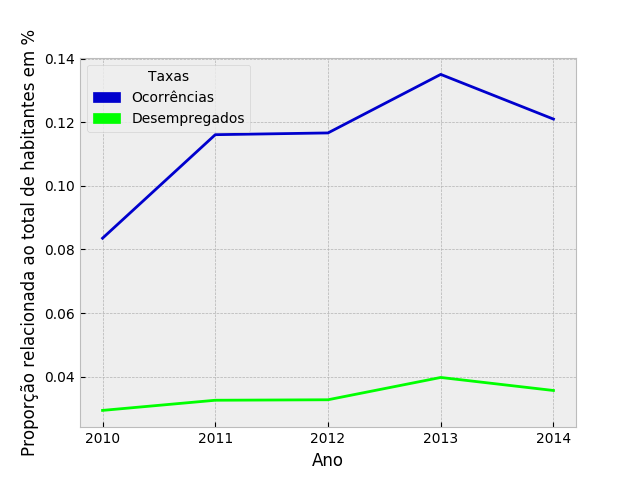 Proporção relacionada ao total de habitantes em %
0.14
0.12
0.10
0.08
0.06
0.04
Taxas
Ocorrências
Desempregados
2010 2011 2012 2013 2014
Ano